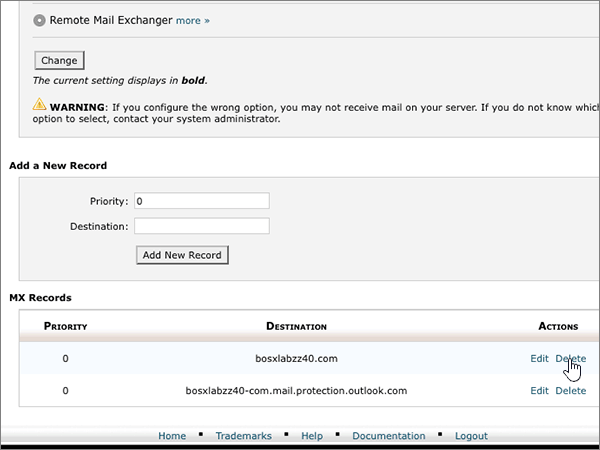 Remote Mail Exchanger more »
Change
The current setting displays in bold.
WARNING: If you configure the wrong option, you may not receive mail on your server. If you do not know which
option to select, contact your system administrator.
Add a New Record
Priority: 0
Destination:
Add New Record
MX Records
Priority Destination Actions
0 bosxlabzz40.com Edit Delete
0 bosxlabzz40-com.mail.protection.outlook.com Edit Delete
Home ▪ Trademarks ▪ Help ▪ Documentation ▪ Logout